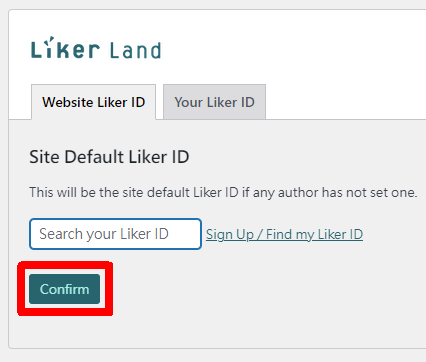 Liker Land
Website Liker ID Your Liker ID
Site Default Liker ID
This will be the site default Liker ID if any author has not set one.
Search your Liker ID Sign Up / Find my Liker ID
Confirm